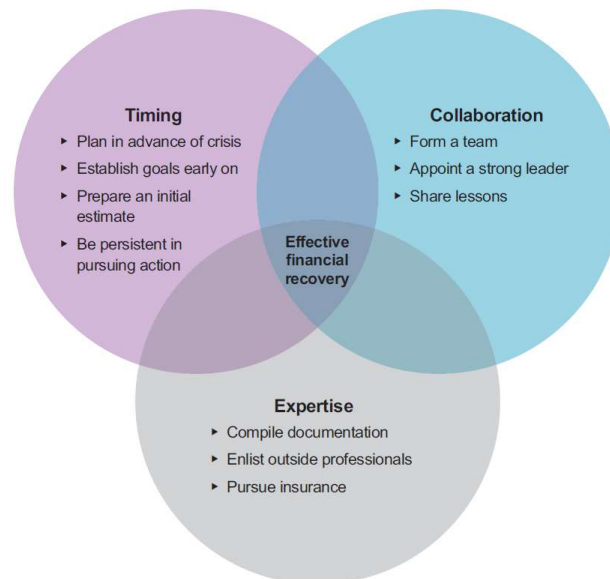 Timing
▸ Plan in advance of crisis
▸ Establish goals early on
▸ Prepare an initial
estimate
▸ Be persistent in
pursuing action
Collaboration
▸ Form a team
▸ Appoint a strong leader
▸ Share lessons
Effective
financial
recovery
Expertise
▸ Compile documentation
▸ Enlist outside professionals
▸ Pursue insurance